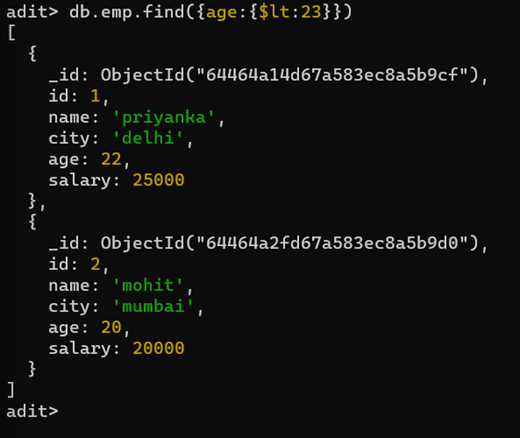 adit> db.emp.find({age:{$lt:23}})
[
  {
    _id: ObjectId("64464a14d67a583ec8a5b9cf"),
    id: 1,
    name: 'priyanka',
    city: 'delhi',
    age: 22,
    salary: 25000
  },
  {
    _id: ObjectId("64464a2fd67a583ec8a5b9d0"),
    id: 2,
    name: 'mohit',
    city: 'mumbai',
    age: 20,
    salary: 20000
  }
]
adit>